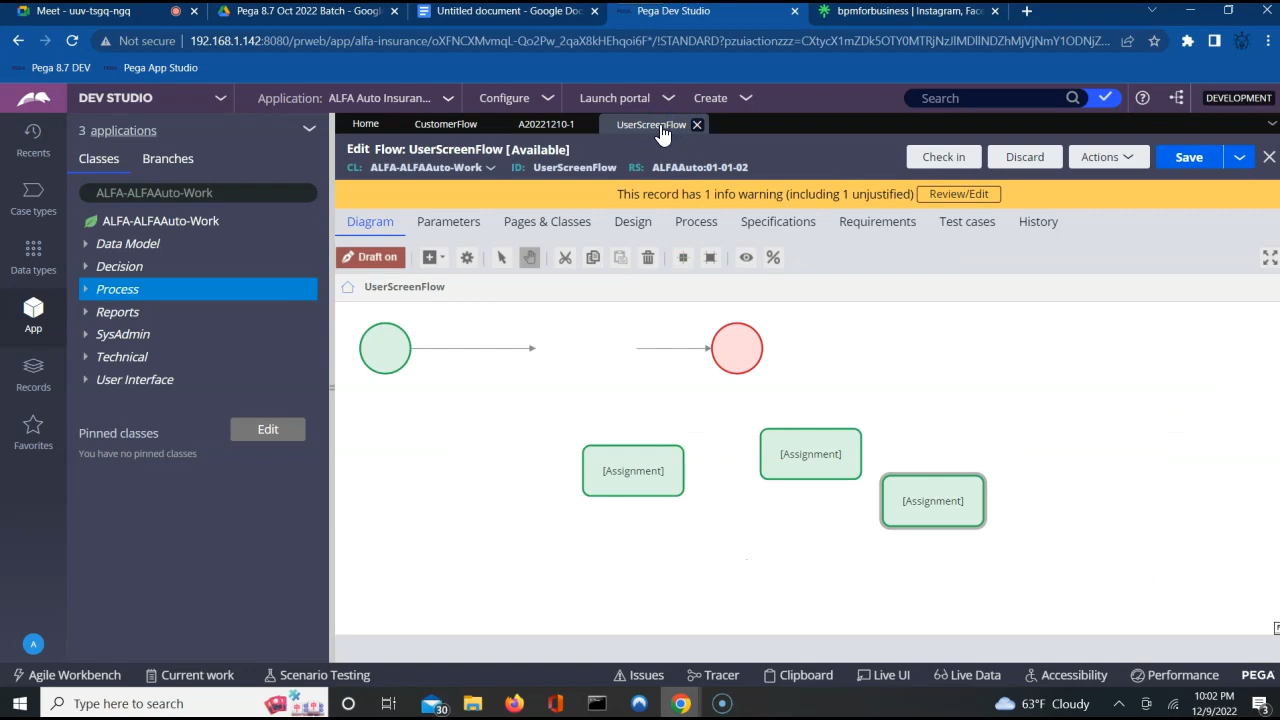 Meet - uuv-tsgq-ngq
Pega 8.7 Oct 2022 Batch - Googl
Untitled document - Google Doc
Pega Dev Studio
bpmforbusiness | Instagram, Fac
Not secure
192.168.1.142:8080/prweb/app/alfa-insurance/oXFNCXMvmqL-Qo2Pw_2qaX8kHEhqoi6F*/!STANDARD?pzuiactionzzz=CXtycX1mZDk5OTY0MTRjNzJlMDllNDZhMjVjNmY1ODNjZ...
Pega 8.7 DEV
Pega App Studio
DEV STUDIO
Application: ALFA Auto Insuran...
Configure
Launch portal
Create
Search
DEVELOPMENT
Recents
Case types
Data types
App
Records
Favorites
A
3 applications
Classes
Branches
ALFA-ALFAAuto-Work
ALFA-ALFAAuto-Work
Data Model
Decision
Process
Reports
SysAdmin
Technical
User Interface
Pinned classes
Edit
You have no pinned classes
Home
CustomerFlow
A20221210-1
UserScreenFlow
Edit Flow: UserScreenFlow [Available]
CL: ALFA-ALFAAuto-Work
ID: UserScreenFlow
RS: ALFAAuto:01-01-02
Check in
Discard
Actions
Save
This record has 1 info warning (including 1 unjustified)
Review/Edit
Diagram
Parameters
Pages & Classes
Design
Process
Specifications
Requirements
Test cases
History
Draft on
UserScreenFlow
[Assignment]
[Assignment]
[Assignment]
Agile Workbench
Current work
Scenario Testing
Issues
Tracer
Clipboard
Live UI
Live Data
Accessibility
Performance
PEGA
Type here to search
30
63°F Cloudy
10:02 PM
12/9/2022
3